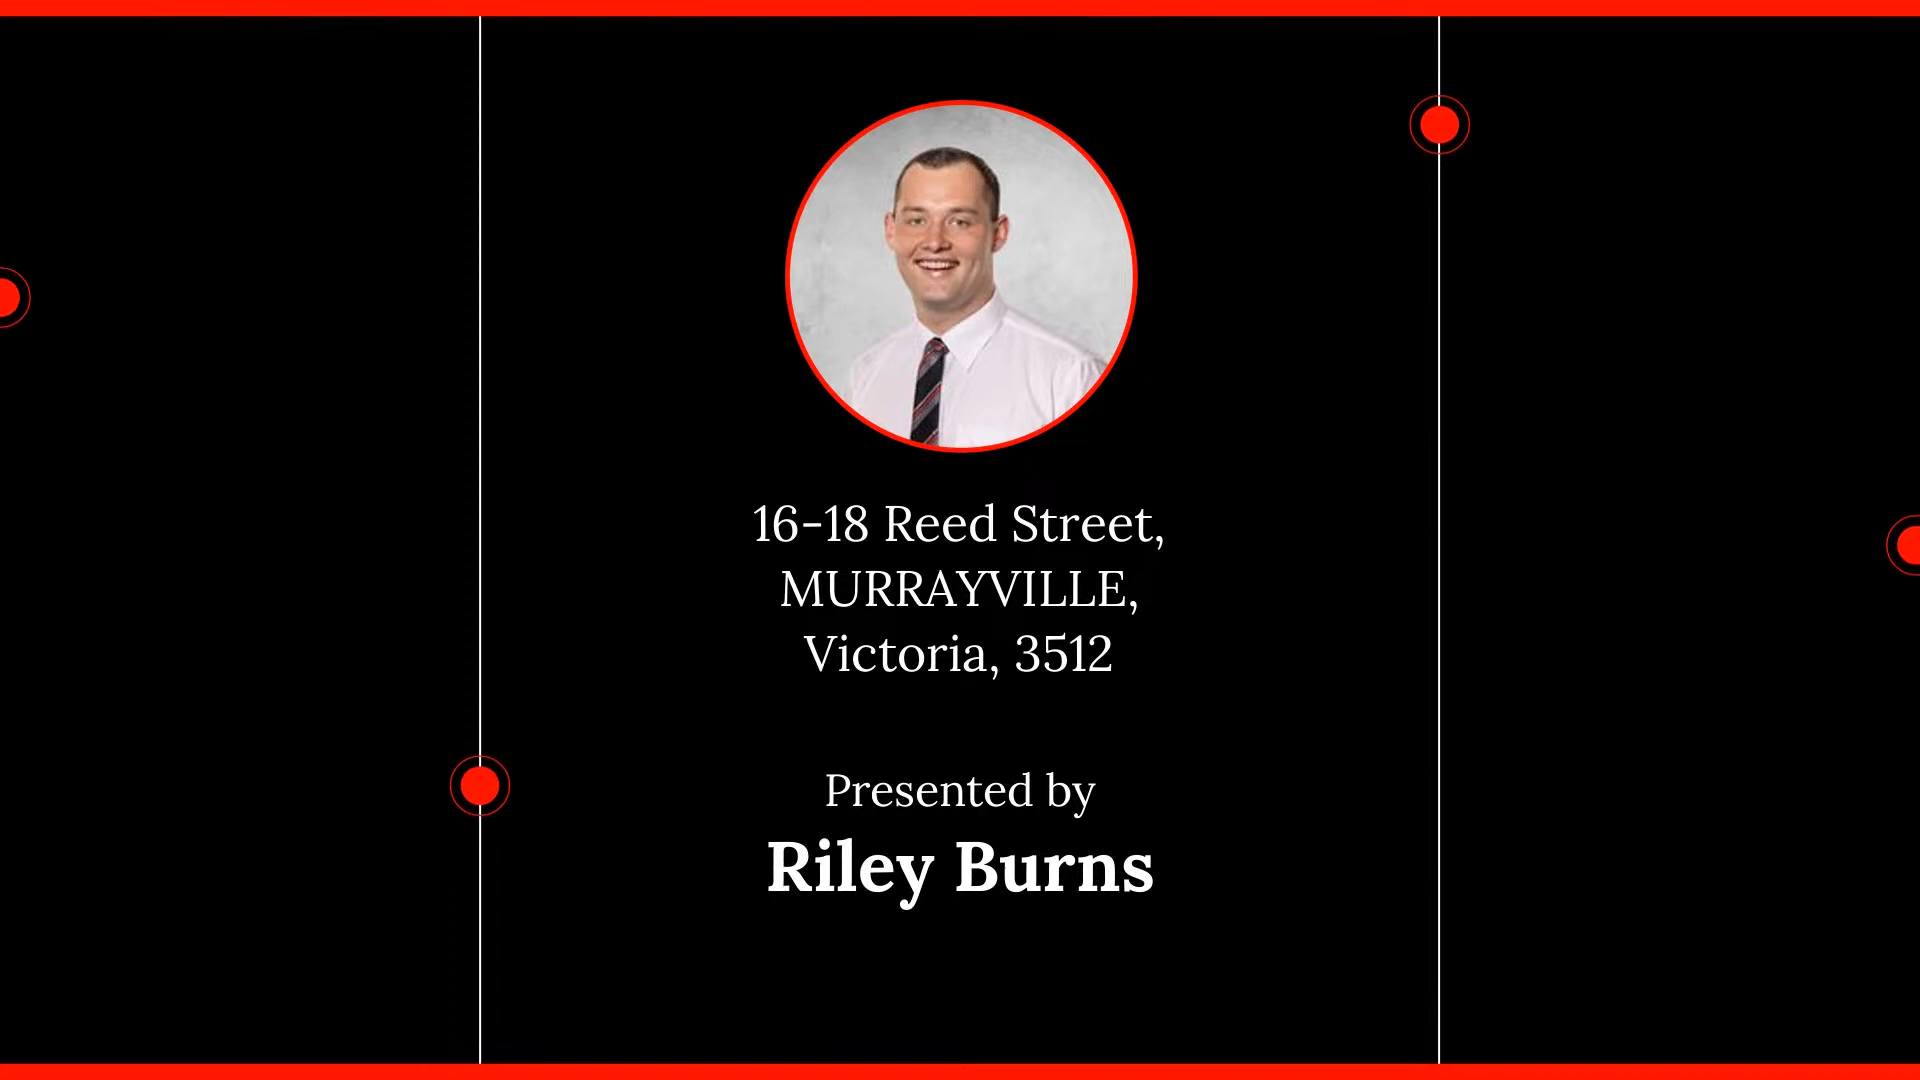 16-18 Reed Street,
MURRAYVILLE,
Victoria, 3512
Presented by
Riley Burns